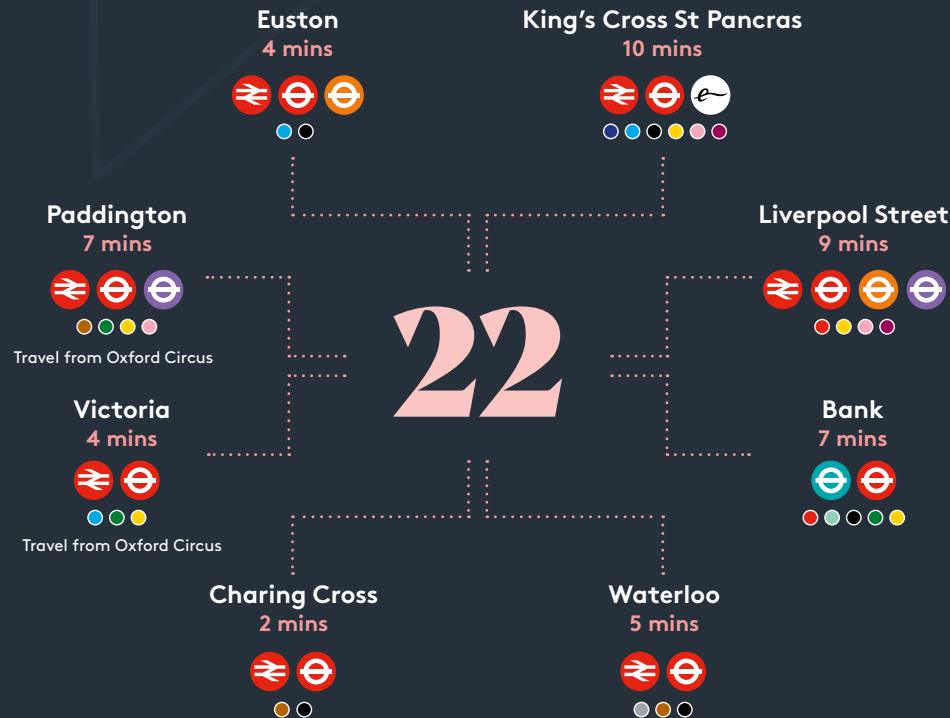 Euston
4 mins
King's Cross St Pancras
10 mins
e
Paddington
7 mins
Travel from Oxford Circus
Liverpool Street
9 mins
22
Victoria
4 mins
Travel from Oxford Circus
Bank
7 mins
Charing Cross
2 mins
Waterloo
5 mins